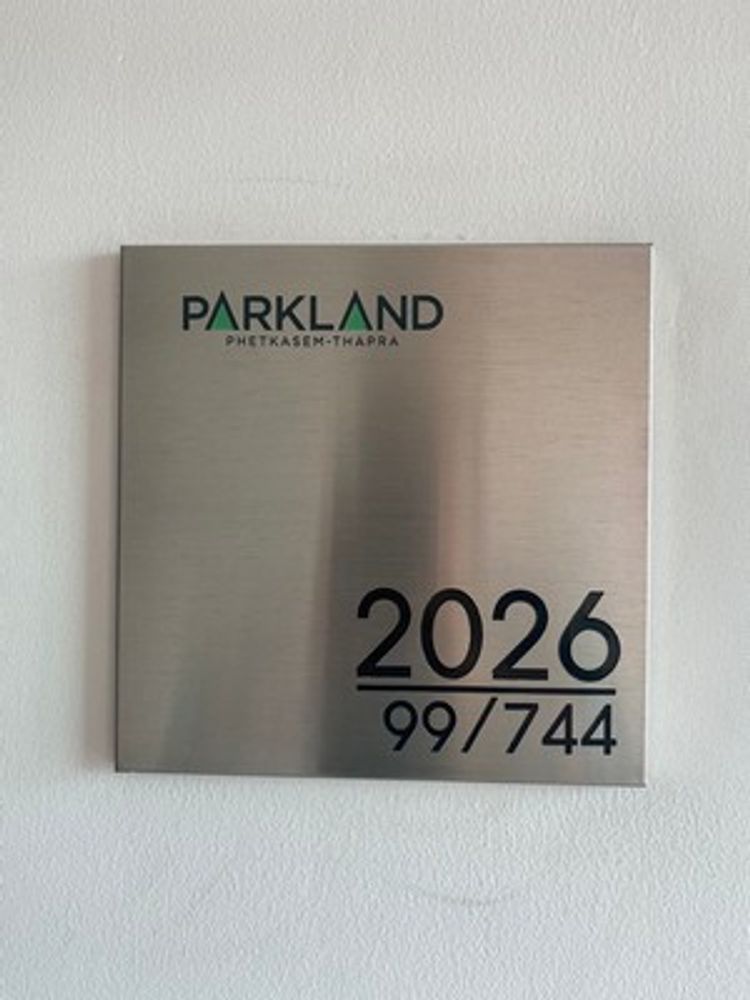 PARKLAND
PHETKASEM-THAPRA
2026
99/744